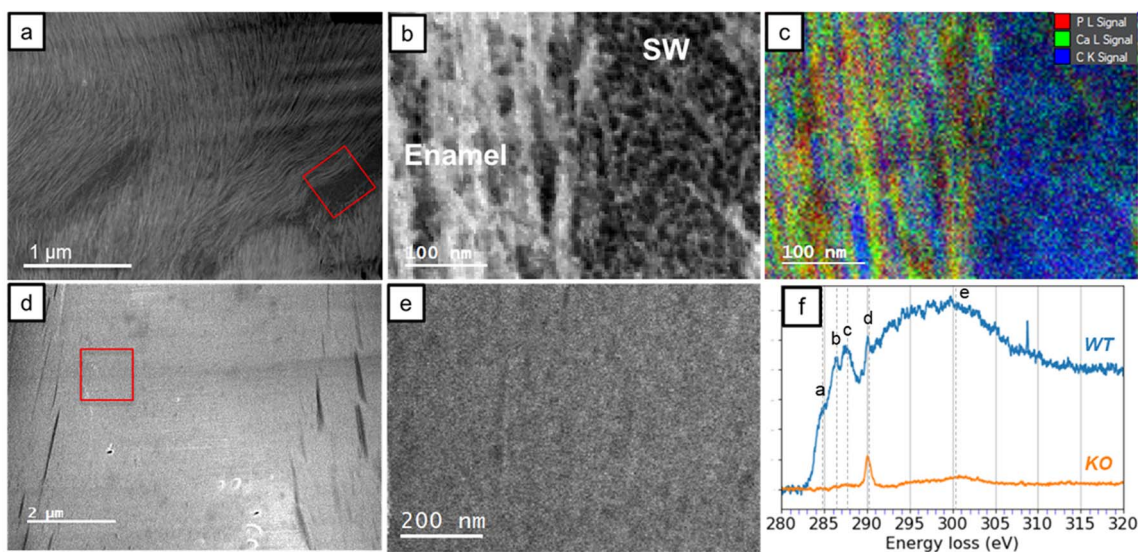 a
1 µm
b
SW
Enamel
100 nm
c
P L Signal
Ca L Signal
C K Signal
100 nm
d
2 µm
e
200 nm
f
a
b
c
d
e
WT
KO
280 285 290 295 300 305 310 315 320
Energy loss (eV)